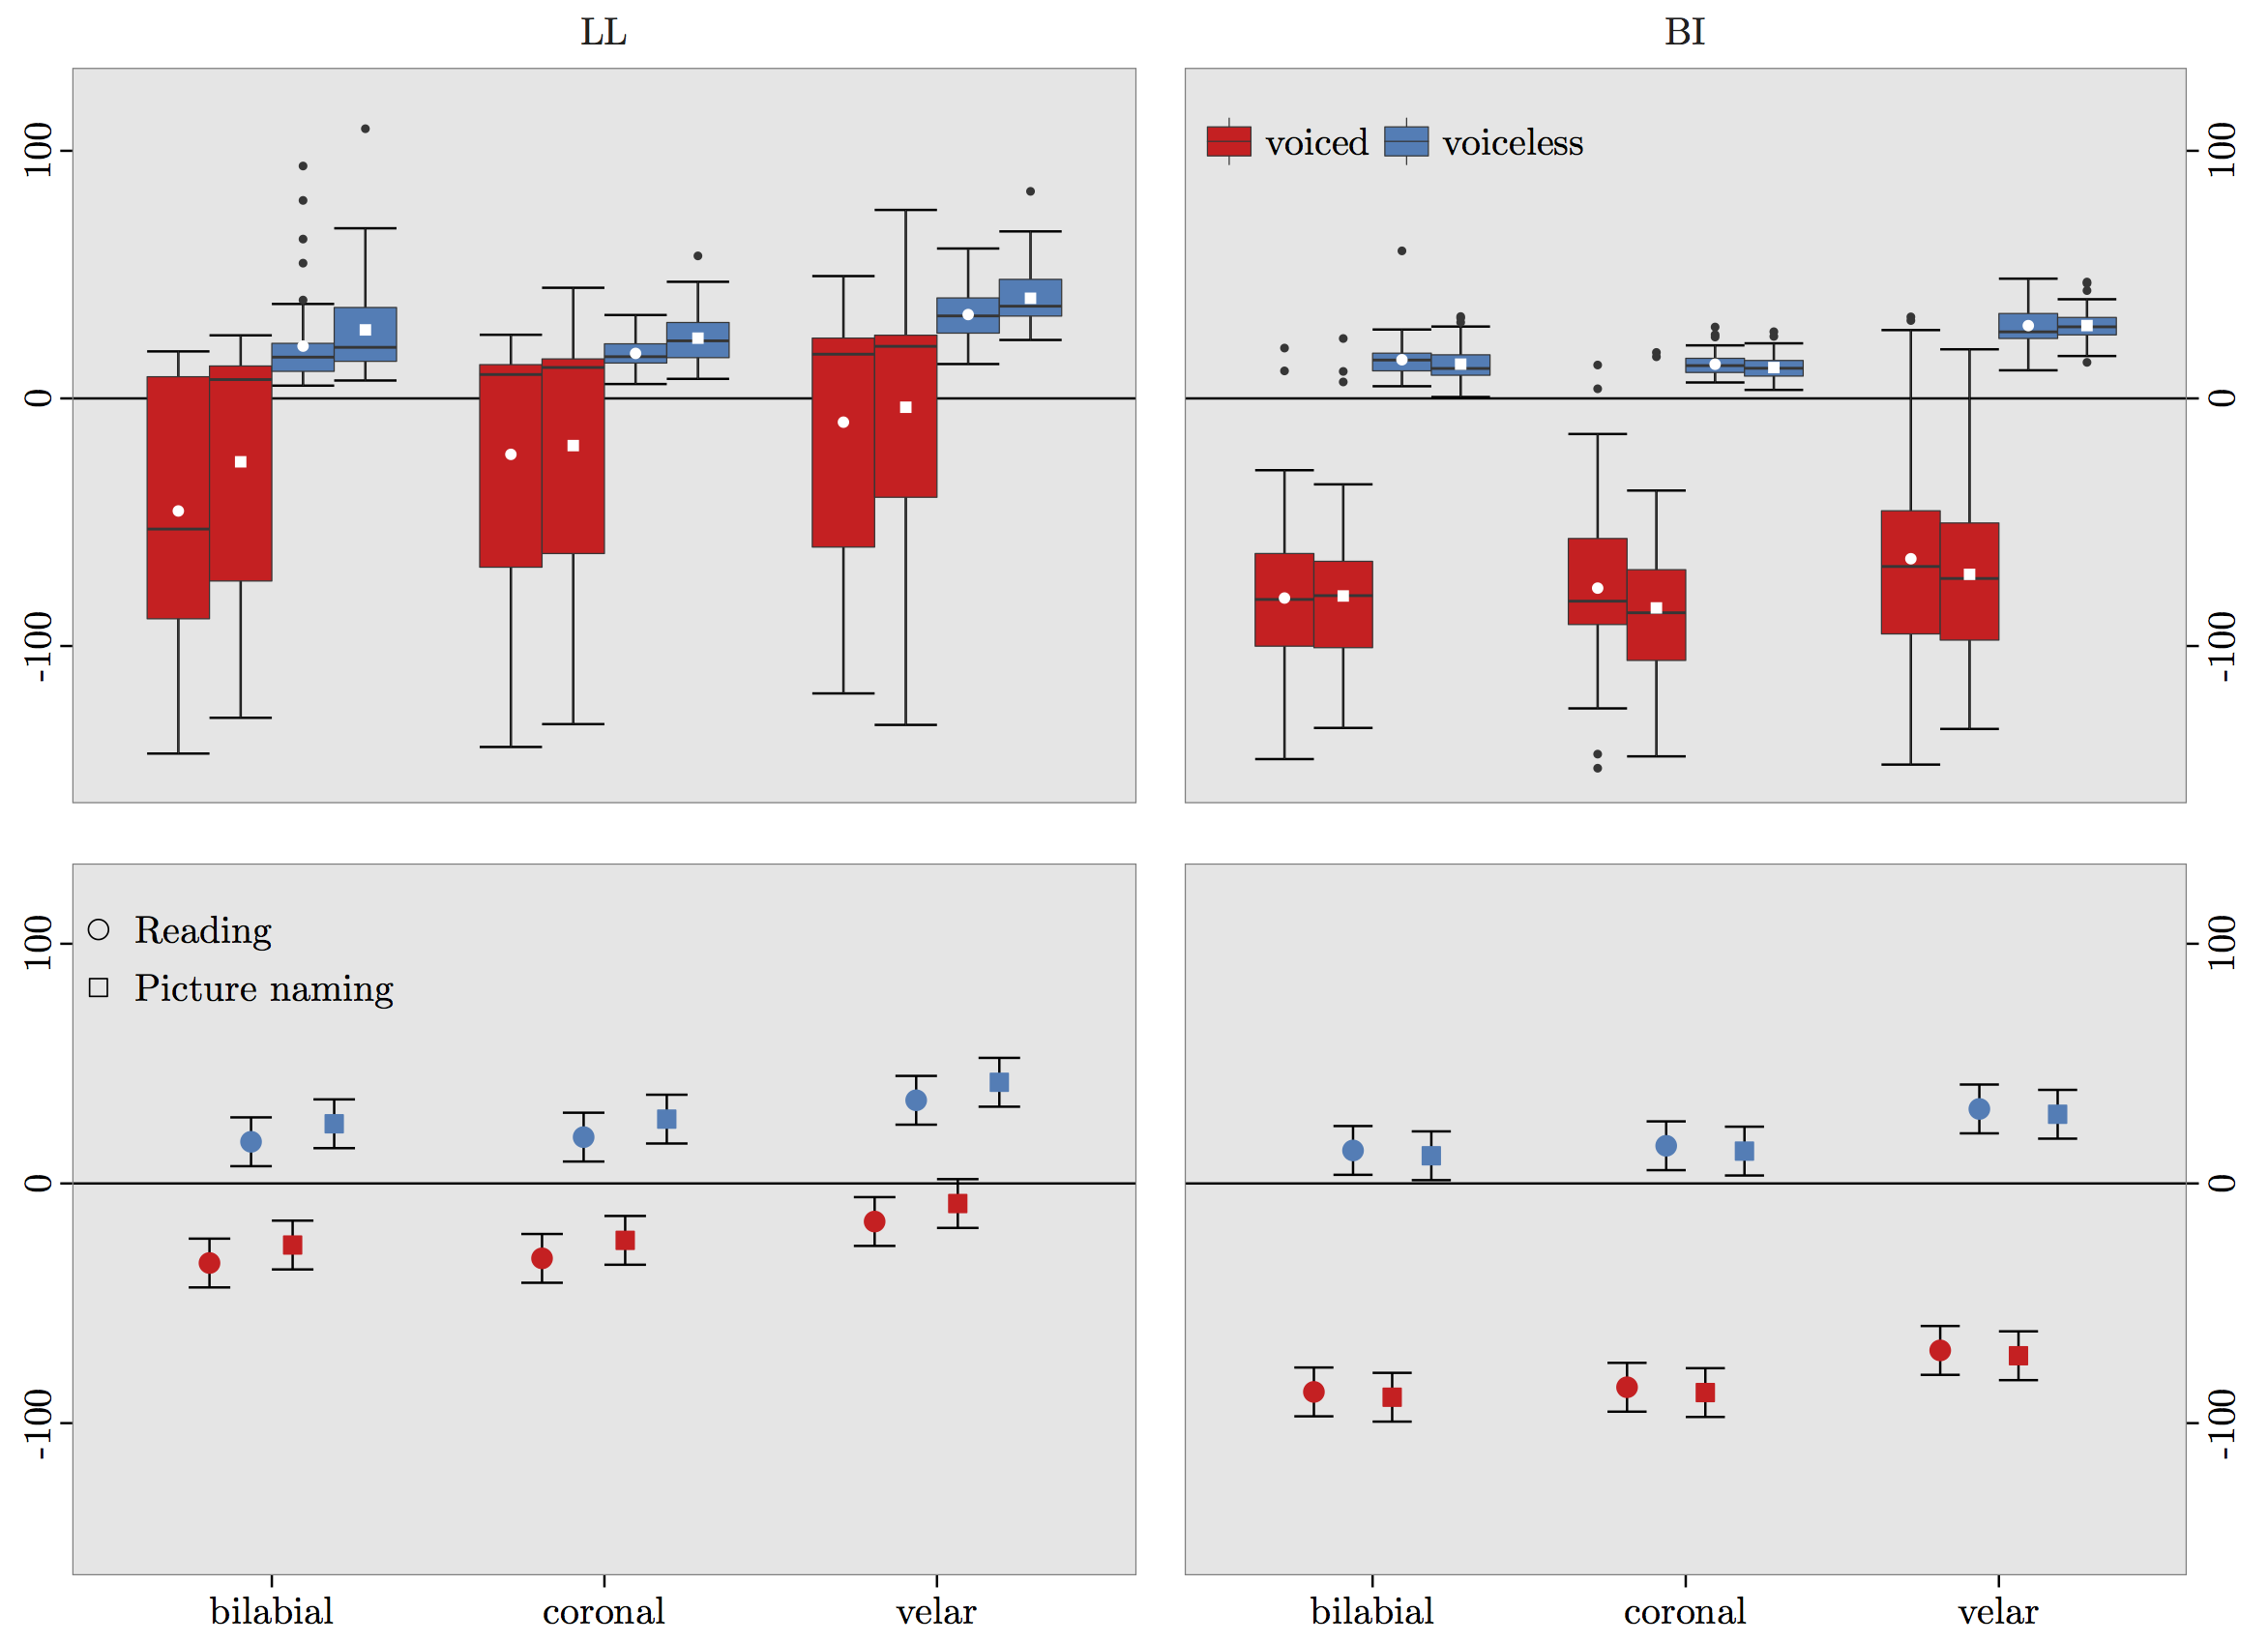 LL
BI
100
0
-100
voiced
voiceless
100
0
-100
100
0
-100
Reading
Picture naming
100
0
-100
bilabial
coronal
velar
bilabial
coronal
velar